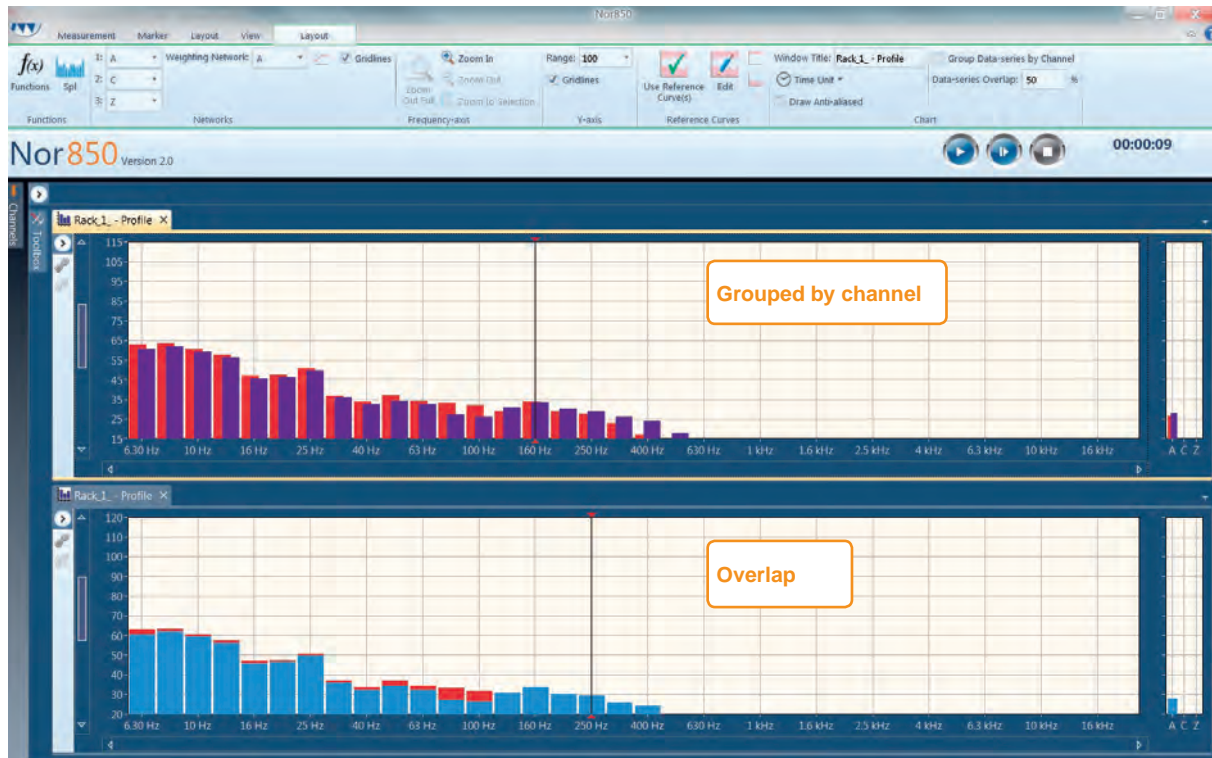 Nor850
Measurement Marker Layout View Layout
f(x) Functions
Spl
1: A
2: C
3: Z
Weighting Network: A
Gridlines
Zoom Out Full
Zoom In
Zoom Out
Zoom to Selection
Range: 100
Gridlines
Use Reference Curve(s)
Edit
Window Title: Rack_1_ - Profile
Time Unit
Draw Anti-aliased
Group Data-series by Channel
Data-series Overlap: 50 %
Functions Networks Frequency-axis Y-axis Reference Curves Chart
Nor850 Version 2.0
00:00:09
Channels
Toolbox
Rack_1_ - Profile
115
105
95
85
75
65
55
45
35
25
15
Grouped by channel
6.30 Hz 10 Hz 16 Hz 25 Hz 40 Hz 63 Hz 100 Hz 160 Hz 250 Hz 400 Hz 630 Hz 1 kHz 1.6 kHz 2.5 kHz 4 kHz 6.3 kHz 10 kHz 16 kHz A C Z
Rack_1_ - Profile
120
110
100
90
80
70
60
50
40
30
20
Overlap
6.30 Hz 10 Hz 16 Hz 25 Hz 40 Hz 63 Hz 100 Hz 160 Hz 250 Hz 400 Hz 630 Hz 1 kHz 1.6 kHz 2.5 kHz 4 kHz 6.3 kHz 10 kHz 16 kHz A C Z